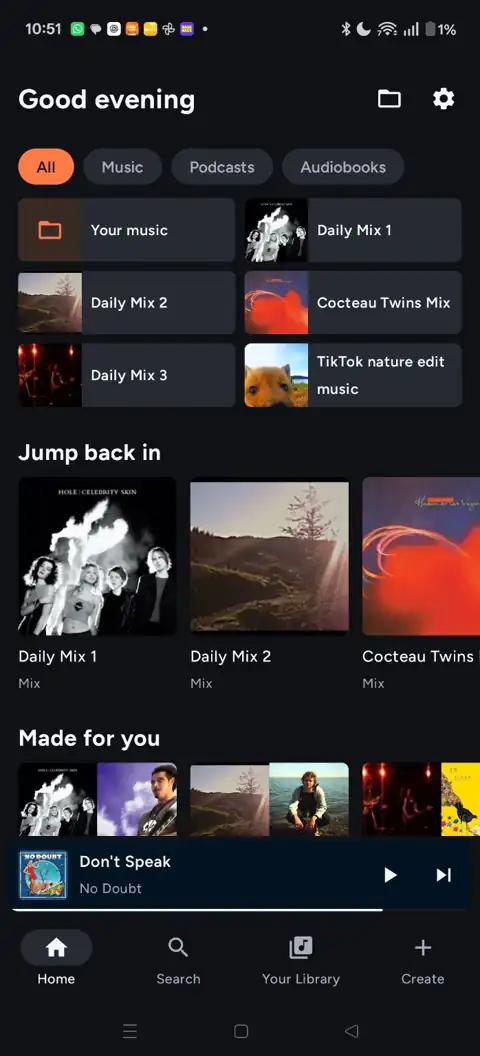 10:51
1%
Good evening
All
Music
Podcasts
Audiobooks
Your music
Daily Mix 1
Daily Mix 2
Cocteau Twins Mix
Daily Mix 3
TikTok nature edit
music
Jump back in
HOLE | CELEBRITY SKIN
Daily Mix 1
Mix
Daily Mix 2
Mix
Cocteau Twins
Mix
Made for you
HOLE | CELEBRITY SKIN
NO DOUBT
Don't Speak
No Doubt
Home
Search
Your Library
Create